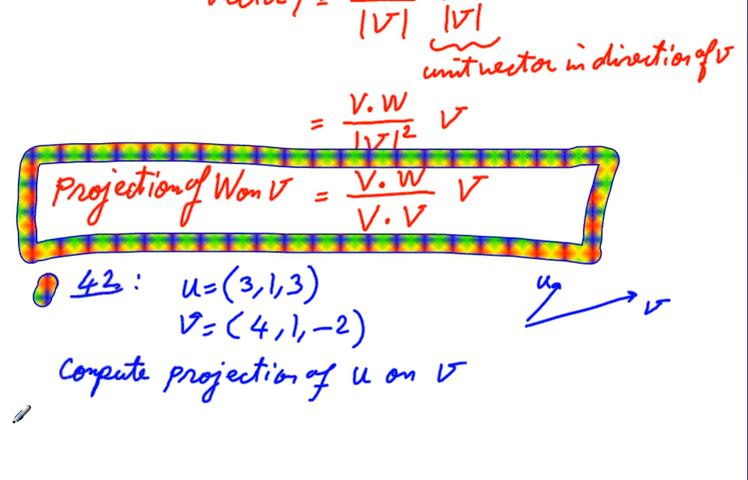 |V| |V|
unit vector in direction of V
= V.W / |V|² V
Projection of W on V = V.W / V.V V
42: u=(3,1,3)
V=(4,1,-2)
u
V
Compute projection of u on V